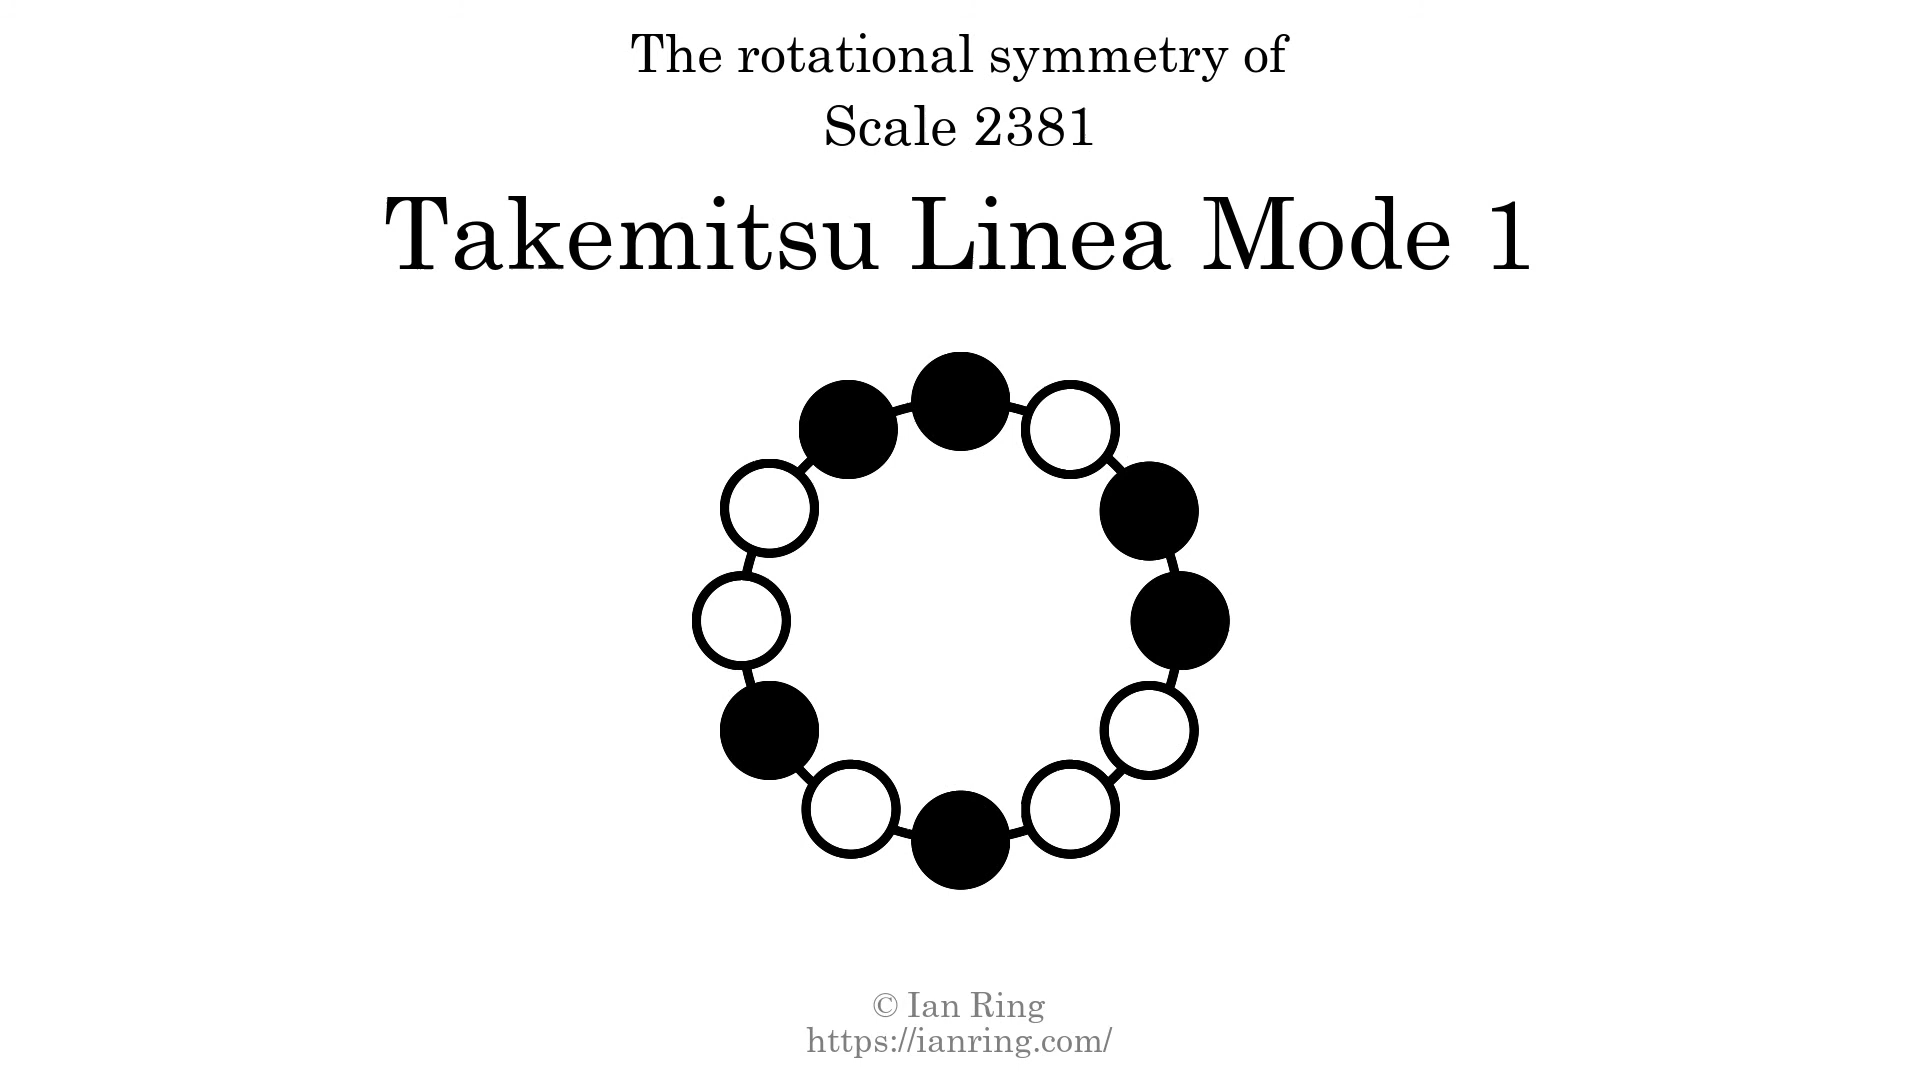 The rotational symmetry of
Scale 2381
Takemitsu Linea Mode 1
© Ian Ring
https://ianring.com/